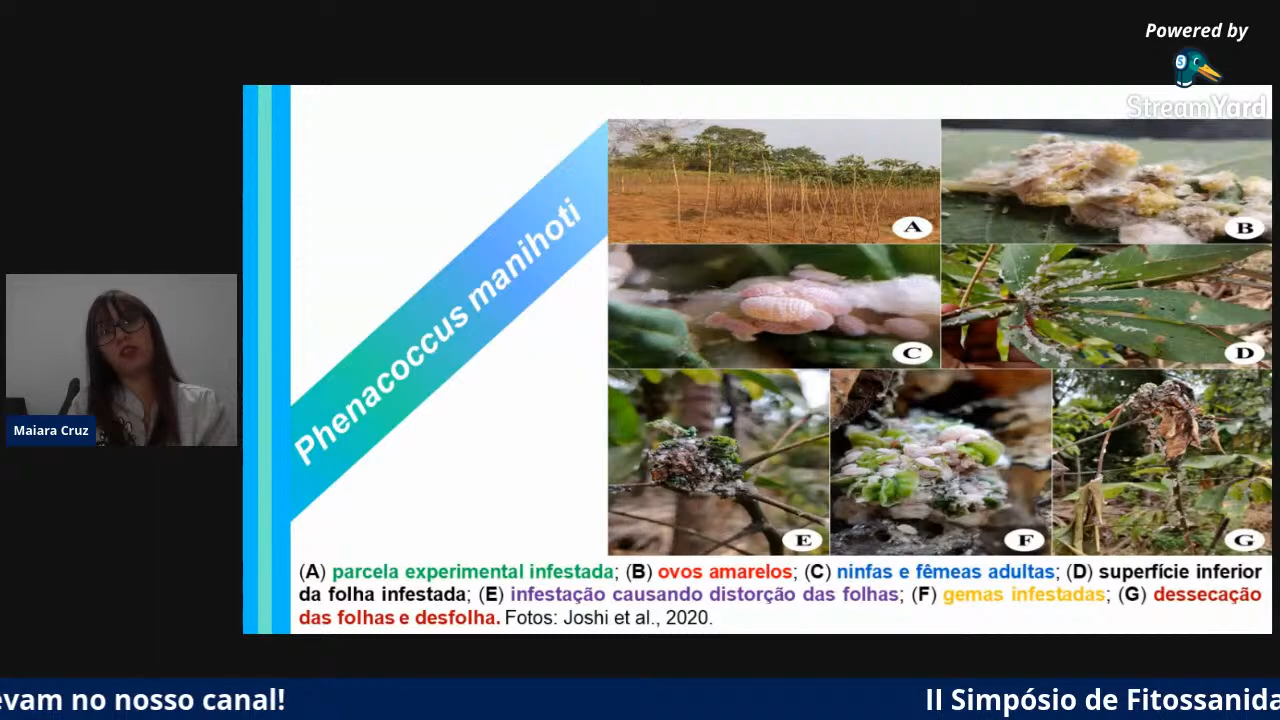 Powered by
S
StreamYard
Phenacoccus manihoti
A
B
C
D
E
F
G
Maiara Cruz
(A) parcela experimental infestada; (B) ovos amarelos; (C) ninfas e fêmeas adultas; (D) superfície inferior
da folha infestada; (E) infestação causando distorção das folhas; (F) gemas infestadas; (G) dessecação
das folhas e desfolha. Fotos: Joshi et al., 2020.
evam no nosso canal!
II Simpósio de Fitossanida